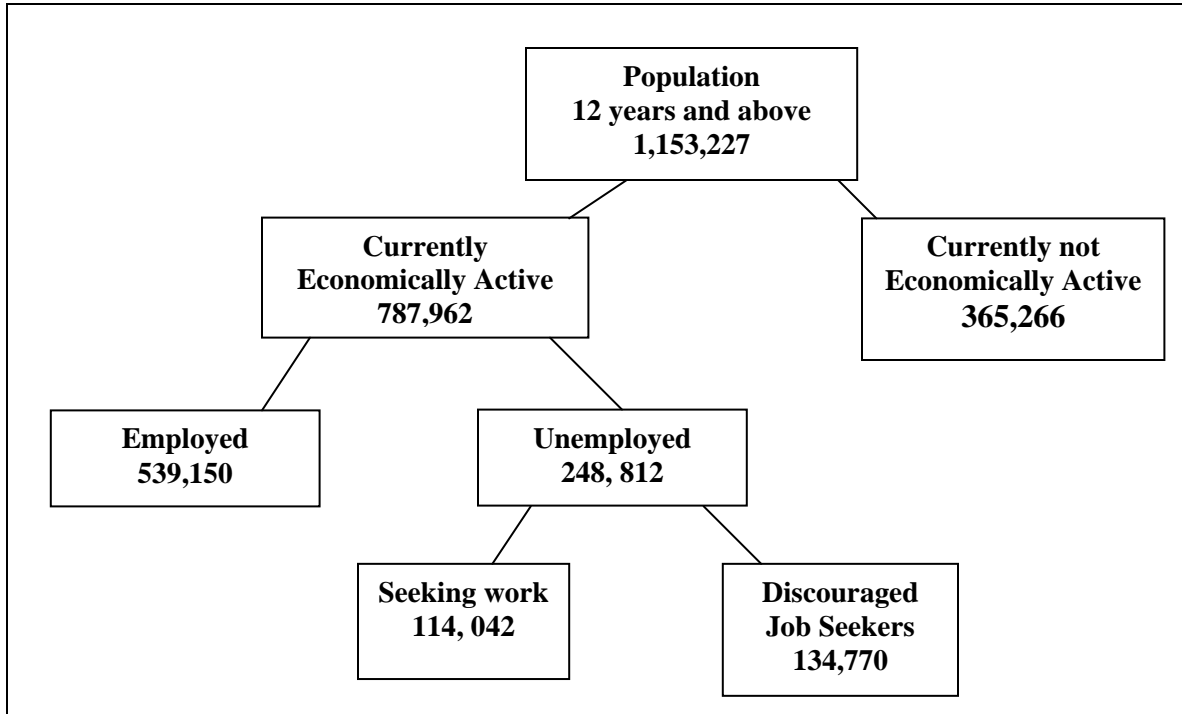 Population
12 years and above
1,153,227
Currently
Economically Active
787,962
Currently not
Economically Active
365,266
Employed
539,150
Unemployed
248, 812
Seeking work
114, 042
Discouraged
Job Seekers
134,770